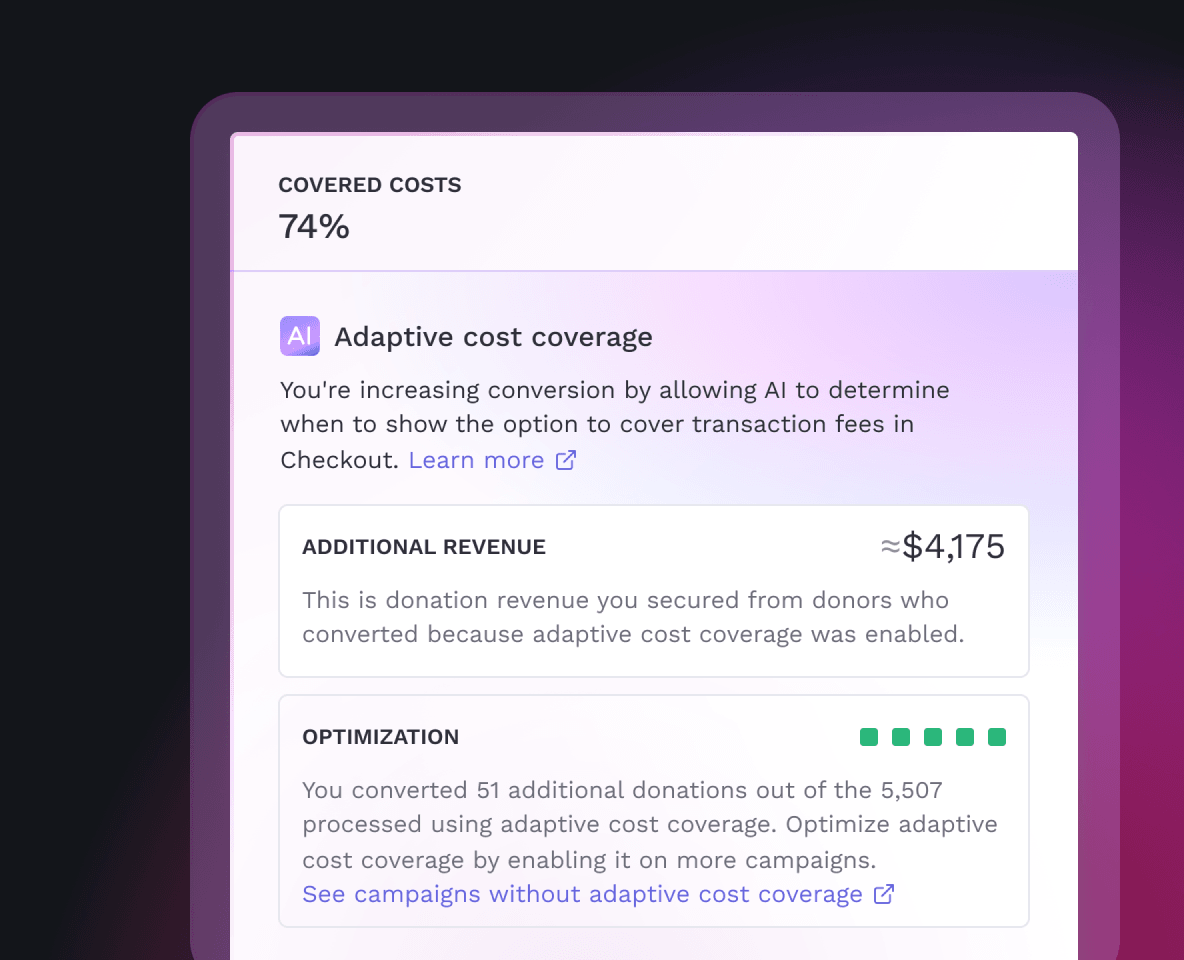 COVERED COSTS
74%
AI Adaptive cost coverage
You're increasing conversion by allowing AI to determine
when to show the option to cover transaction fees in
Checkout. Learn more
ADDITIONAL REVENUE ≈$4,175
This is donation revenue you secured from donors who
converted because adaptive cost coverage was enabled.
OPTIMIZATION
You converted 51 additional donations out of the 5,507
processed using adaptive cost coverage. Optimize adaptive
cost coverage by enabling it on more campaigns.
See campaigns without adaptive cost coverage